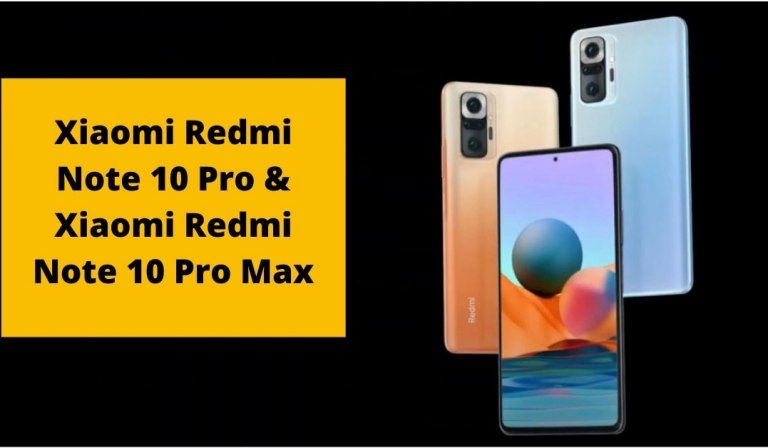 Xiaomi Redmi
Note 10 Pro &
Xiaomi Redmi
Note 10 Pro Max
Redmi